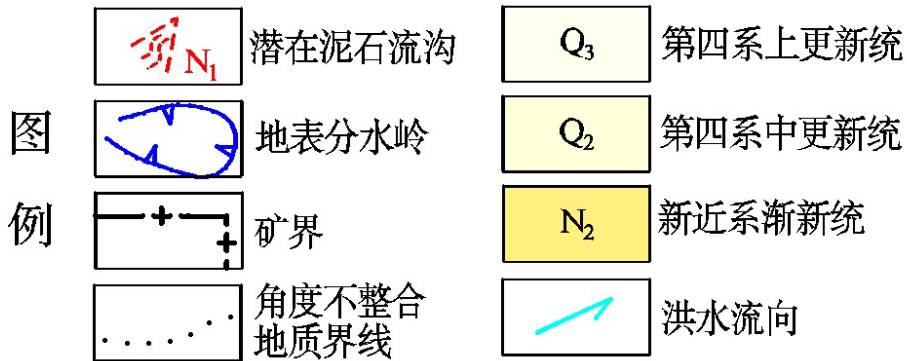 图例
N₁ 潜在泥石流沟
地表分水岭
矿界
角度不整合
地质界线
Q₃ 第四系上更新统
Q₂ 第四系中更新统
N₂ 新近系渐新统
洪水流向